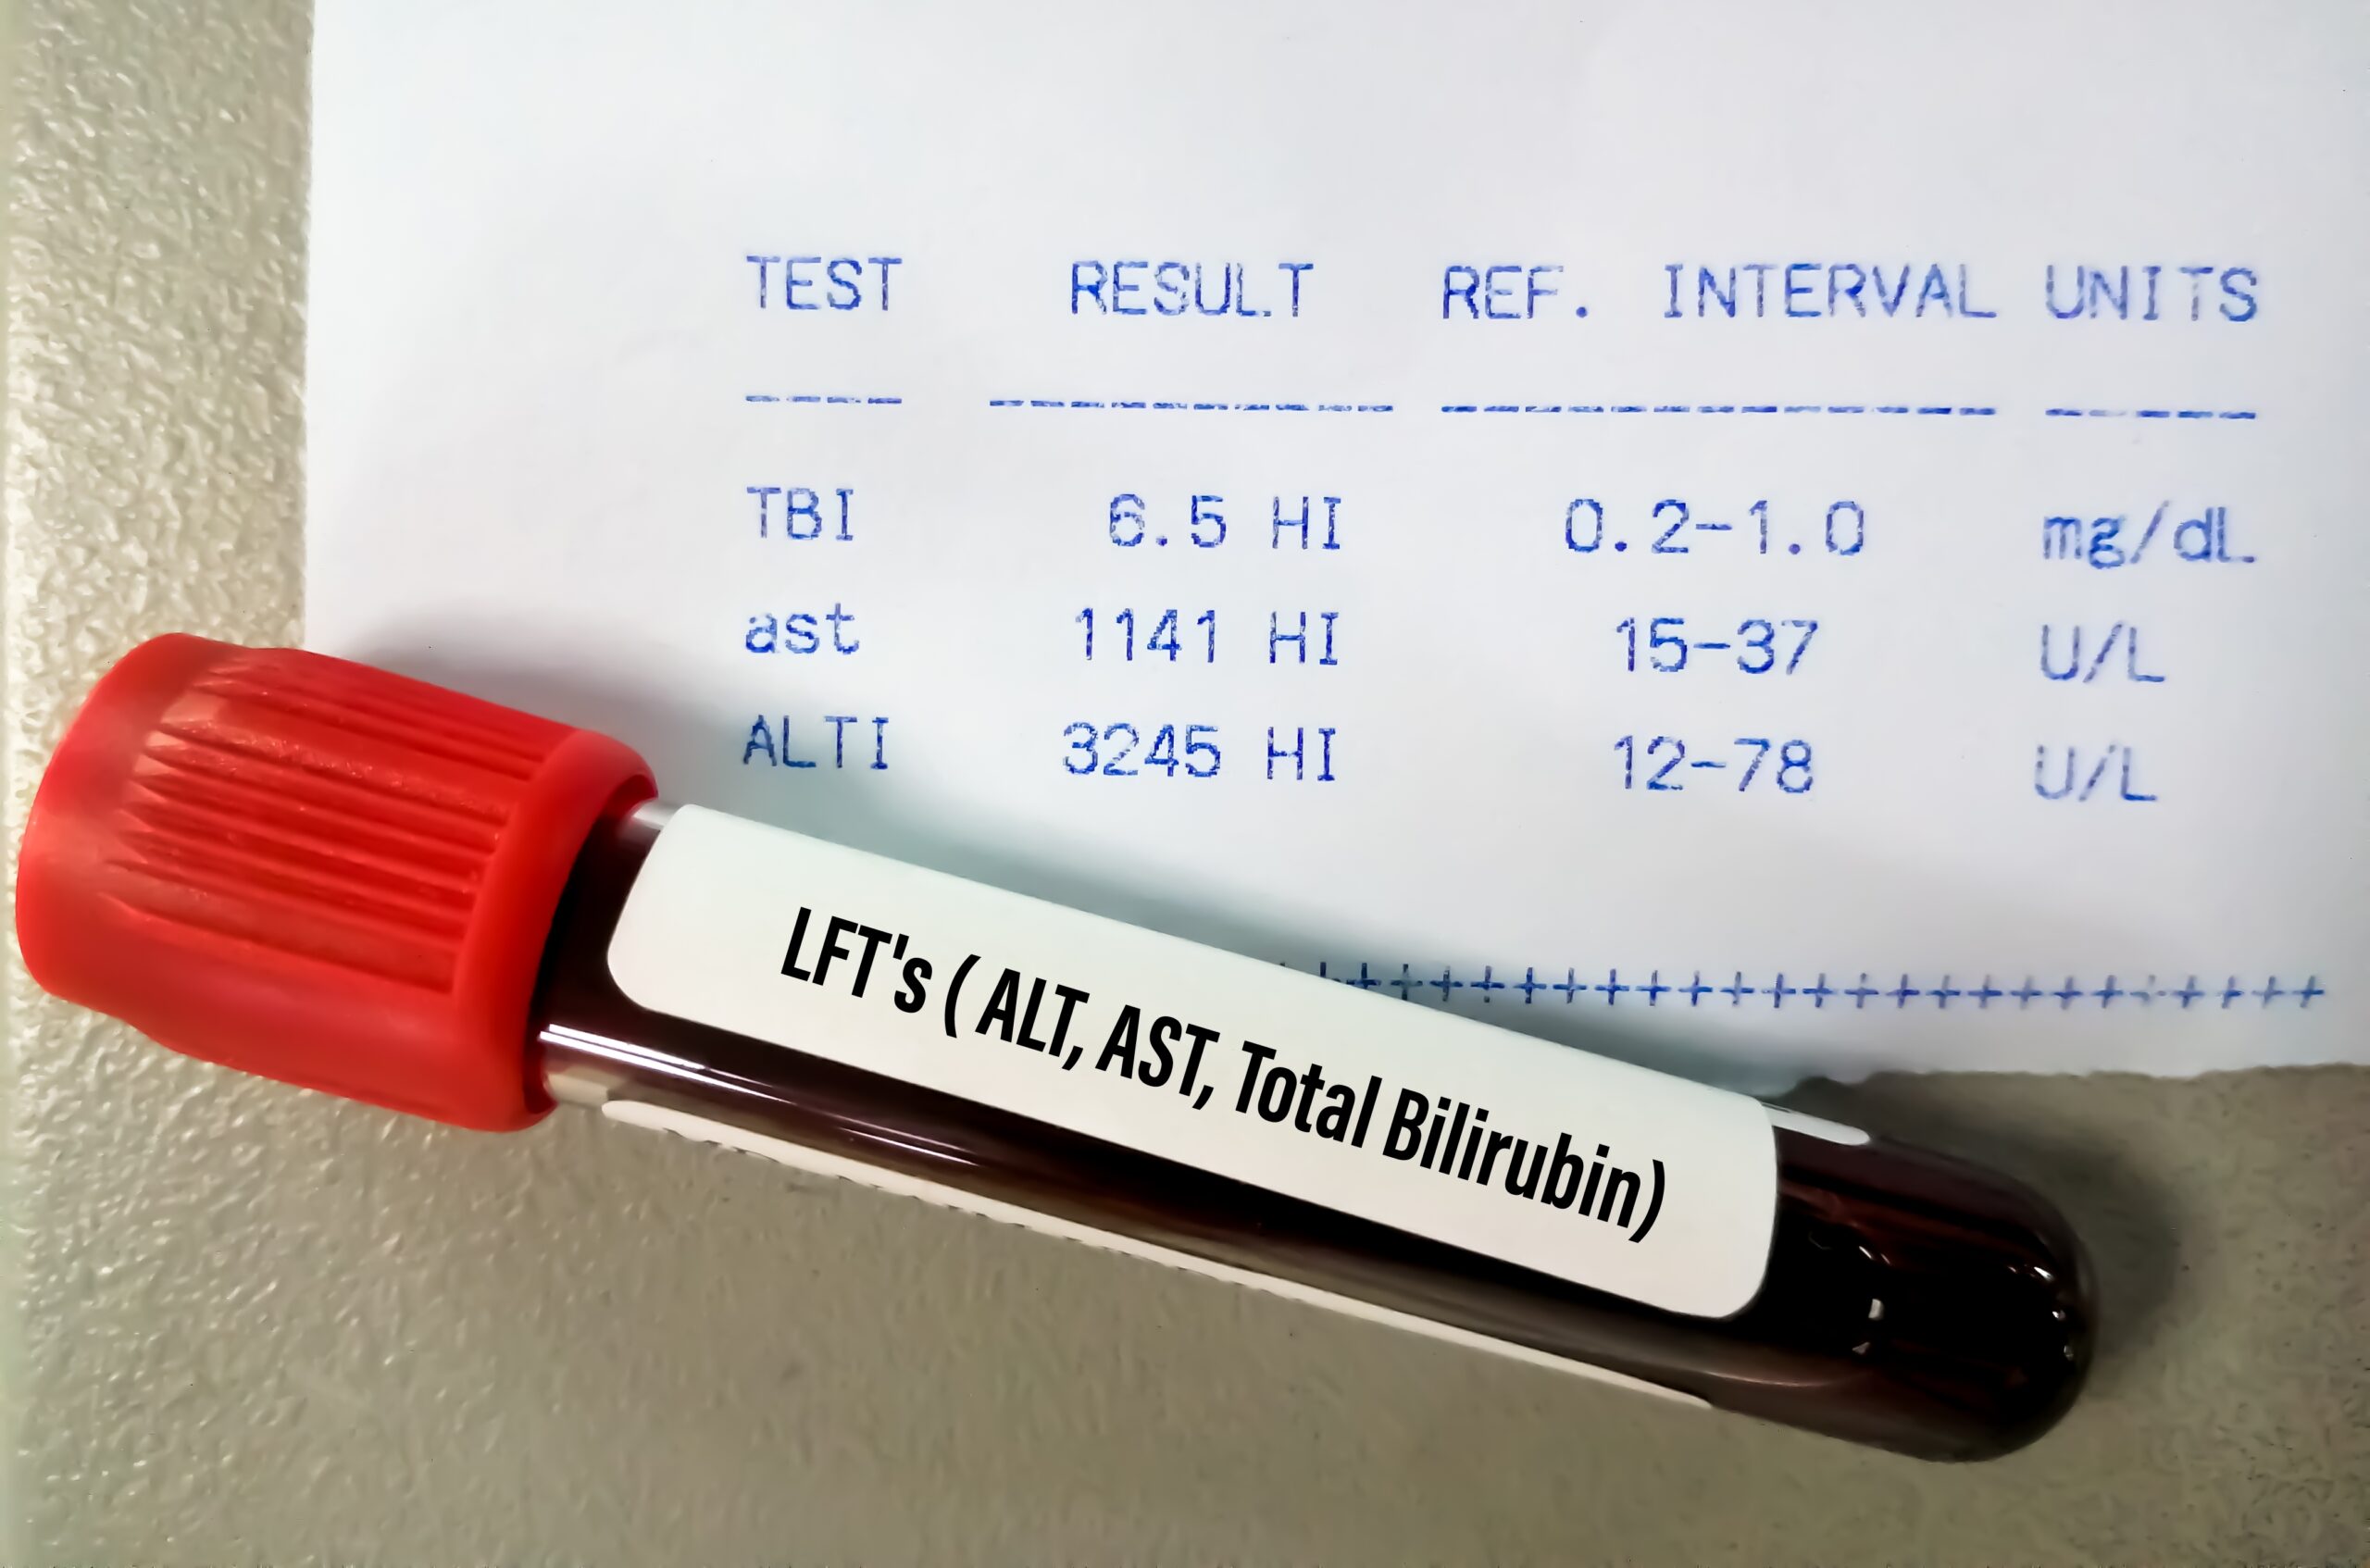 TEST RESULT REF. INTERVAL UNITS
---- ---------- -------------- -----
TBI 6.5 HI 0.2-1.0 mg/dL
ast 1141 HI 15-37 U/L
ALTI 3245 HI 12-78 U/L
+++++++++++++++++++++++++
LFT's ( ALT, AST, Total Bilirubin)